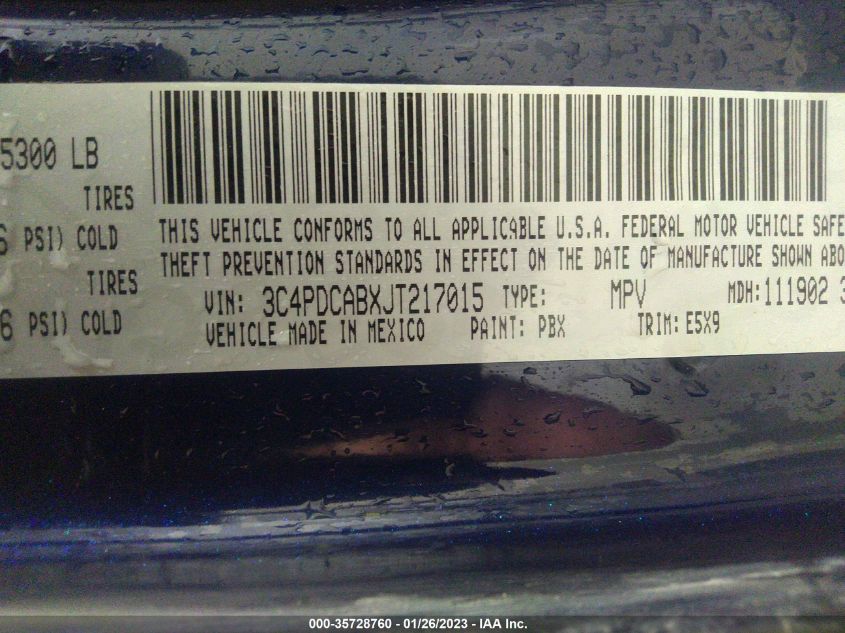 5300 LB
TIRES
PSI) COLD
TIRES
6 PSI) COLD
THIS VEHICLE CONFORMS TO ALL APPLICABLE U.S.A. FEDERAL MOTOR VEHICLE SAFE
THEFT PREVENTION STANDARDS IN EFFECT ON THE DATE OF MANUFACTURE SHOWN ABO
VIN: 3C4PDCABXJT217015 TYPE: MPV MDH:111902 3
VEHICLE MADE IN MEXICO PAINT: PBX TRIM: E5X9
000-35728760 — 01/26/2023 - IAA Inc.